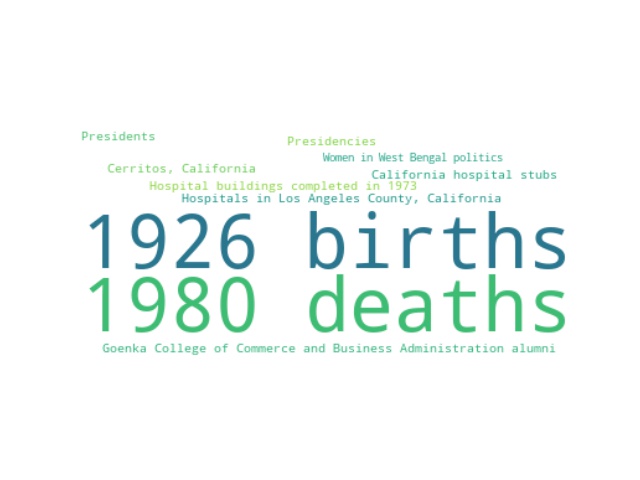 Presidents
Presidencies
Women in West Bengal politics
Cerritos, California
California hospital stubs
Hospital buildings completed in 1973
Hospitals in Los Angeles County, California
1926 births
1980 deaths
Goenka College of Commerce and Business Administration alumni